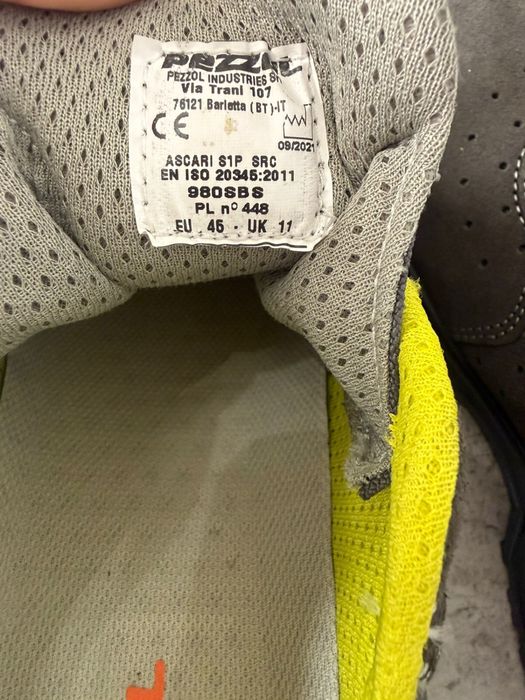 PEZZOL
PEZZOL INDUSTRIES
Via Trani 107
76121 Barletta (BT)-IT
CE
09/2021
ASCARI S1P SRC
EN ISO 20345:2011
980SBS
PL nº 448
EU 45 - UK 11
L